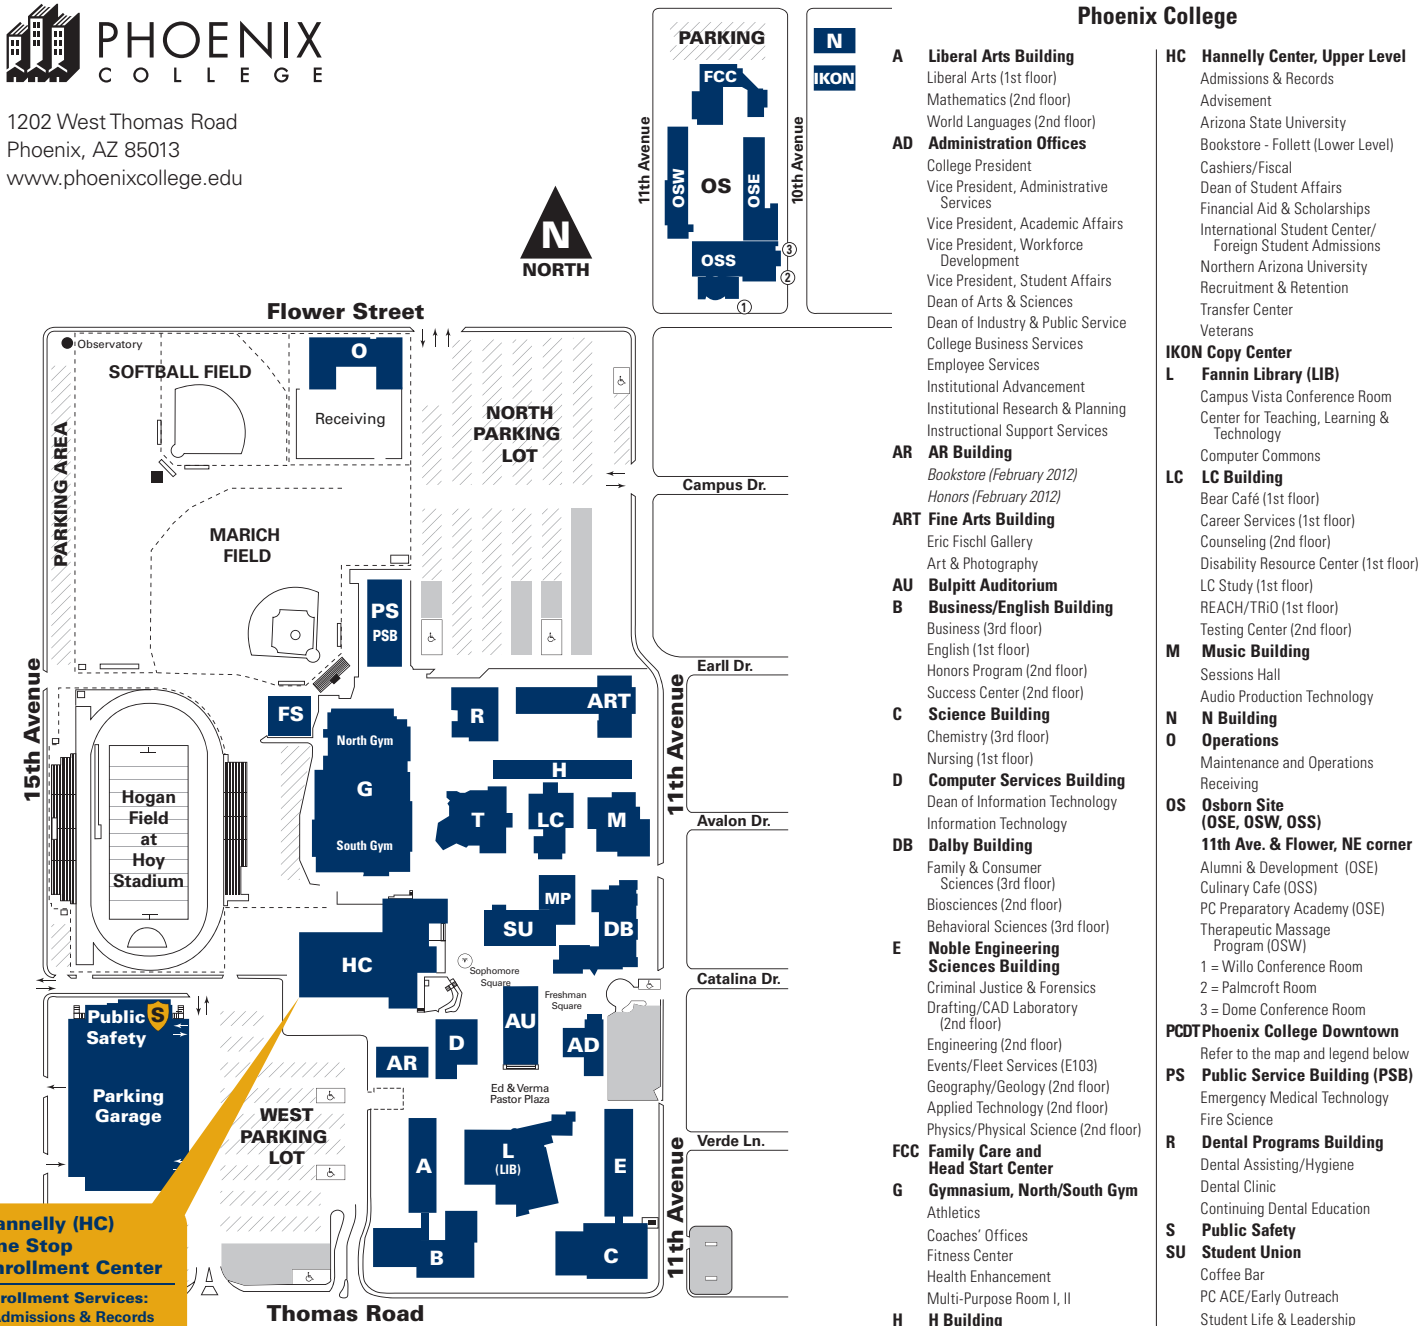 PHOENIX
COLLEGE
1202 West Thomas Road
Phoenix, AZ 85013
www.phoenixcollege.edu
N
NORTH
PARKING
FCC
11th Avenue
OSW
OS
OSE
10th Avenue
OSS
3
2
1
N
IKON
Flower Street
Observatory
SOFTBALL FIELD
O
Receiving
NORTH
PARKING
LOT
PARKING AREA
Campus Dr.
MARICH
FIELD
PS
PSB
Earll Dr.
15th Avenue
FS
R
ART
11th Avenue
North Gym
G
South Gym
H
Hogan
Field
at
Hoy
Stadium
T
LC
M
Avalon Dr.
MP
SU
DB
HC
Sophomore
Square
Catalina Dr.
Freshman
Square
Public
Safety
S
AU
D
AD
AR
Parking
Garage
Ed & Verma
Pastor Plaza
WEST
PARKING
LOT
Verde Ln.
A
L
(LIB)
E
11th Avenue
B
C
annelly (HC)
ne Stop
nrollment Center
rollment Services:
dmissions & Records
Thomas Road
Phoenix College
A Liberal Arts Building
Liberal Arts (1st floor)
Mathematics (2nd floor)
World Languages (2nd floor)
AD Administration Offices
College President
Vice President, Administrative
Services
Vice President, Academic Affairs
Vice President, Workforce
Development
Vice President, Student Affairs
Dean of Arts & Sciences
Dean of Industry & Public Service
College Business Services
Employee Services
Institutional Advancement
Institutional Research & Planning
Instructional Support Services
AR AR Building
Bookstore (February 2012)
Honors (February 2012)
ART Fine Arts Building
Eric Fischl Gallery
Art & Photography
AU Bulpitt Auditorium
B Business/English Building
Business (3rd floor)
English (1st floor)
Honors Program (2nd floor)
Success Center (2nd floor)
C Science Building
Chemistry (3rd floor)
Nursing (1st floor)
D Computer Services Building
Dean of Information Technology
Information Technology
DB Dalby Building
Family & Consumer
Sciences (3rd floor)
Biosciences (2nd floor)
Behavioral Sciences (3rd floor)
E Noble Engineering
Sciences Building
Criminal Justice & Forensics
Drafting/CAD Laboratory
(2nd floor)
Engineering (2nd floor)
Events/Fleet Services (E103)
Geography/Geology (2nd floor)
Applied Technology (2nd floor)
Physics/Physical Science (2nd floor)
FCC Family Care and
Head Start Center
G Gymnasium, North/South Gym
Athletics
Coaches' Offices
Fitness Center
Health Enhancement
Multi-Purpose Room I, II
H H Building
HC Hannelly Center, Upper Level
Admissions & Records
Advisement
Arizona State University
Bookstore - Follett (Lower Level)
Cashiers/Fiscal
Dean of Student Affairs
Financial Aid & Scholarships
International Student Center/
Foreign Student Admissions
Northern Arizona University
Recruitment & Retention
Transfer Center
Veterans
IKON Copy Center
L Fannin Library (LIB)
Campus Vista Conference Room
Center for Teaching, Learning &
Technology
Computer Commons
LC LC Building
Bear Café (1st floor)
Career Services (1st floor)
Counseling (2nd floor)
Disability Resource Center (1st floor)
LC Study (1st floor)
REACH/TRiO (1st floor)
Testing Center (2nd floor)
M Music Building
Sessions Hall
Audio Production Technology
N N Building
O Operations
Maintenance and Operations
Receiving
OS Osborn Site
(OSE, OSW, OSS)
11th Ave. & Flower, NE corner
Alumni & Development (OSE)
Culinary Cafe (OSS)
PC Preparatory Academy (OSE)
Therapeutic Massage
Program (OSW)
1 = Willo Conference Room
2 = Palmcroft Room
3 = Dome Conference Room
PCDT Phoenix College Downtown
Refer to the map and legend below
PS Public Service Building (PSB)
Emergency Medical Technology
Fire Science
R Dental Programs Building
Dental Assisting/Hygiene
Dental Clinic
Continuing Dental Education
S Public Safety
SU Student Union
Coffee Bar
PC ACE/Early Outreach
Student Life & Leadership